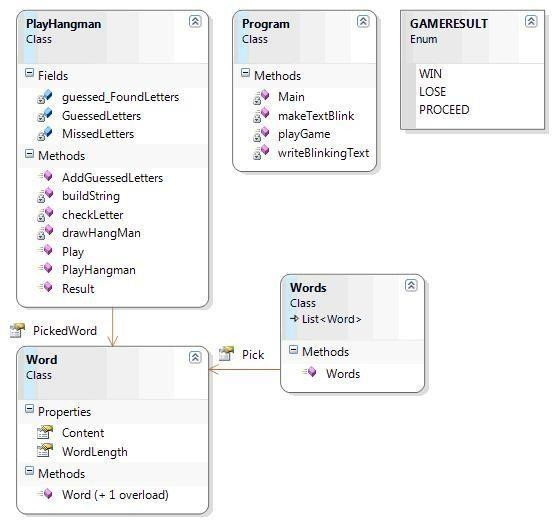 PlayHangman
Class
Fields
guessed_FoundLetters
GuessedLetters
MissedLetters
Methods
AddGuessedLetters
buildString
checkLetter
drawHangMan
Play
PlayHangman
Result
Program
Class
Methods
Main
makeTextBlink
playGame
writeBlinkingText
GAMERESULT
Enum
WIN
LOSE
PROCEED
PickedWord
Word
Class
Properties
Content
WordLength
Methods
Word (+ 1 overload)
Pick
Words
Class
List<Word>
Methods
Words